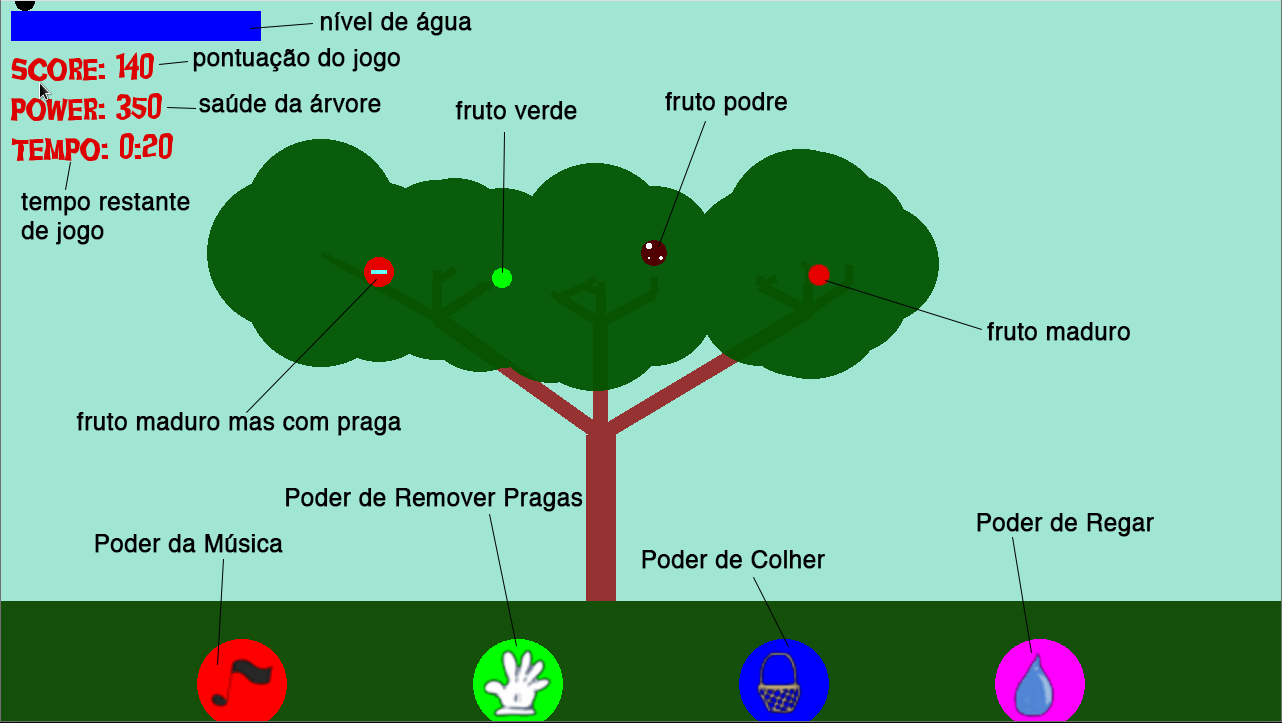 nível de água
SCORE: 140
pontuação do jogo
POWER: 350
saúde da árvore
fruto verde
fruto podre
TEMPO: 0:20
tempo restante
de jogo
fruto maduro
fruto maduro mas com praga
Poder de Remover Pragas
Poder da Música
Poder de Colher
Poder de Regar